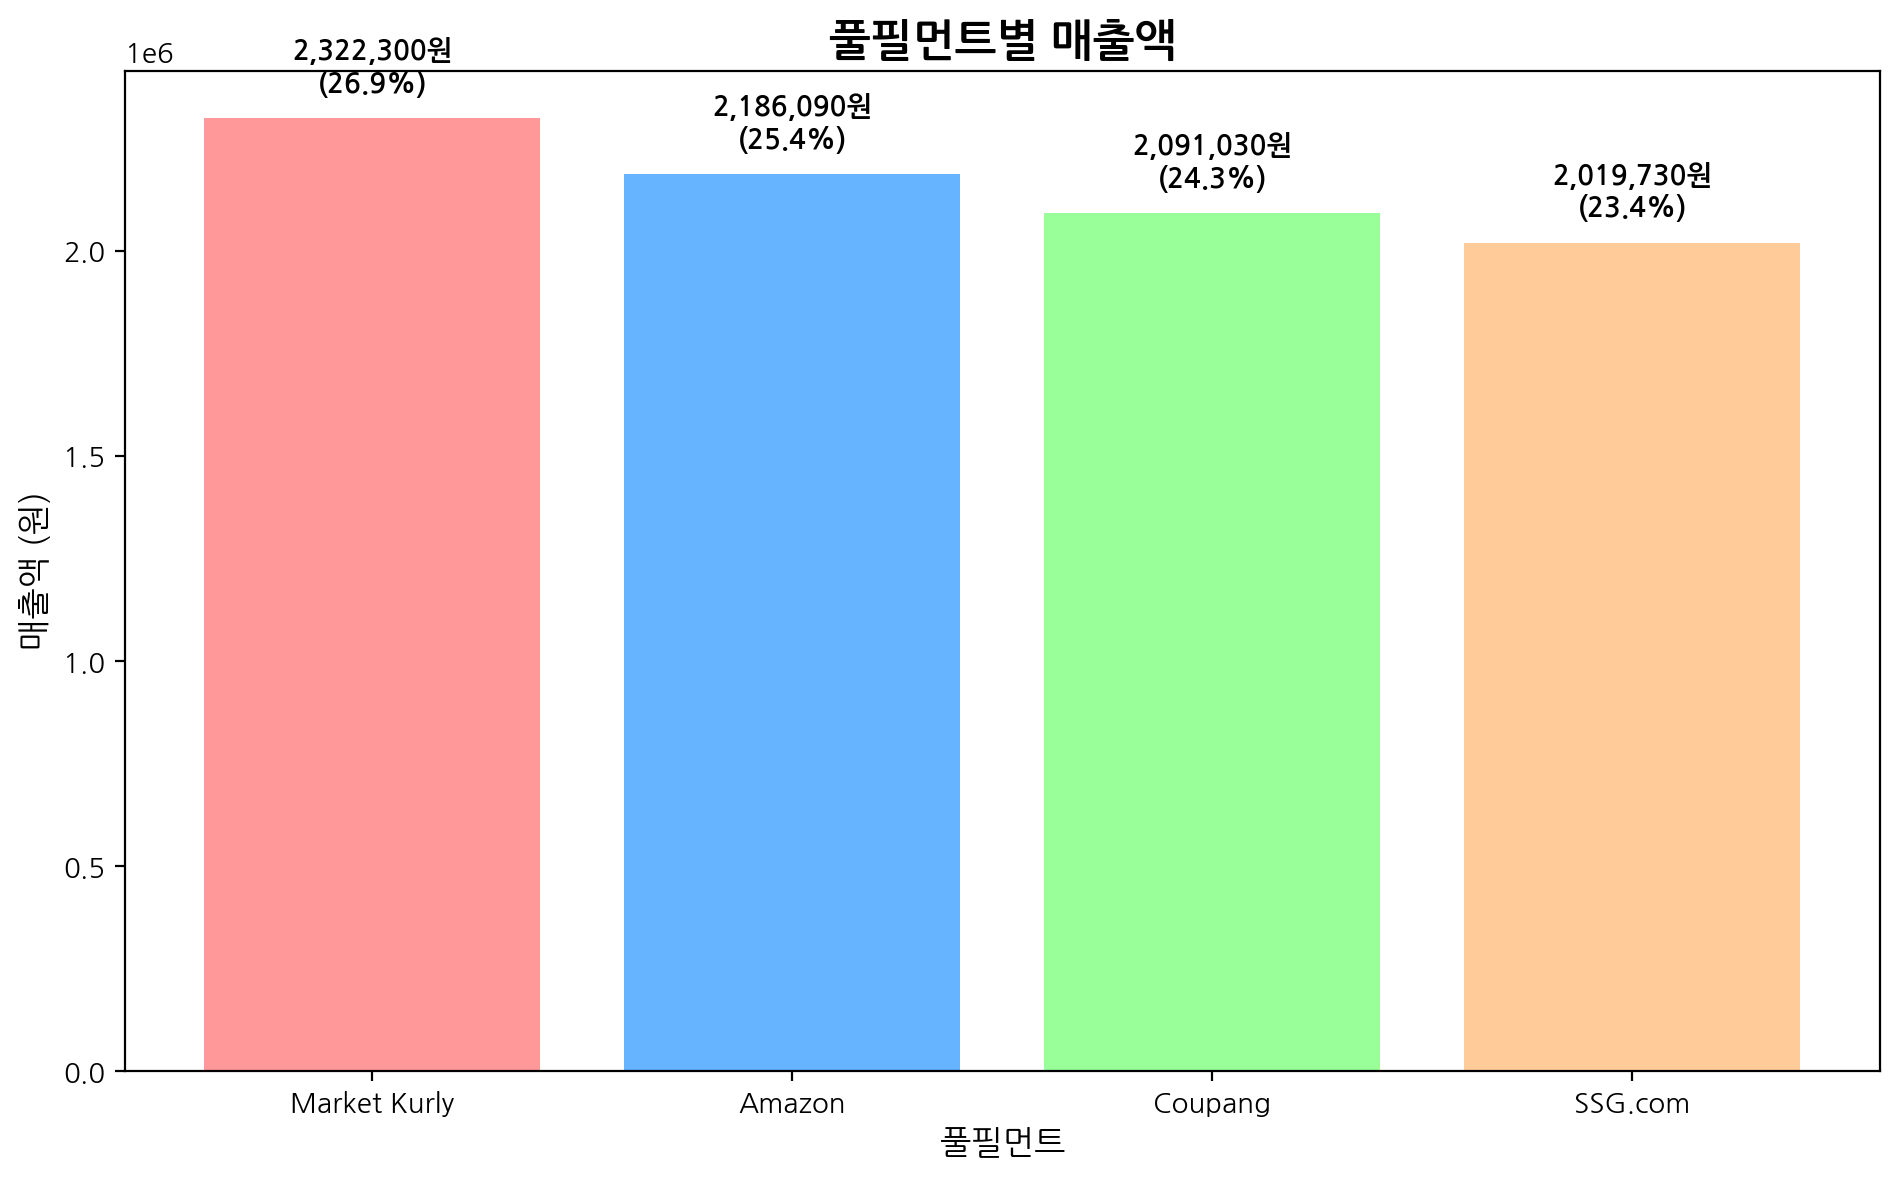 풀필먼트별 매출액
1e6
2,322,300원
(26.9%)
2,186,090원
(25.4%)
2,091,030원
(24.3%)
2,019,730원
(23.4%)
매출액 (원)
2.0
1.5
1.0
0.5
0.0
Market Kurly
Amazon
Coupang
SSG.com
풀필먼트